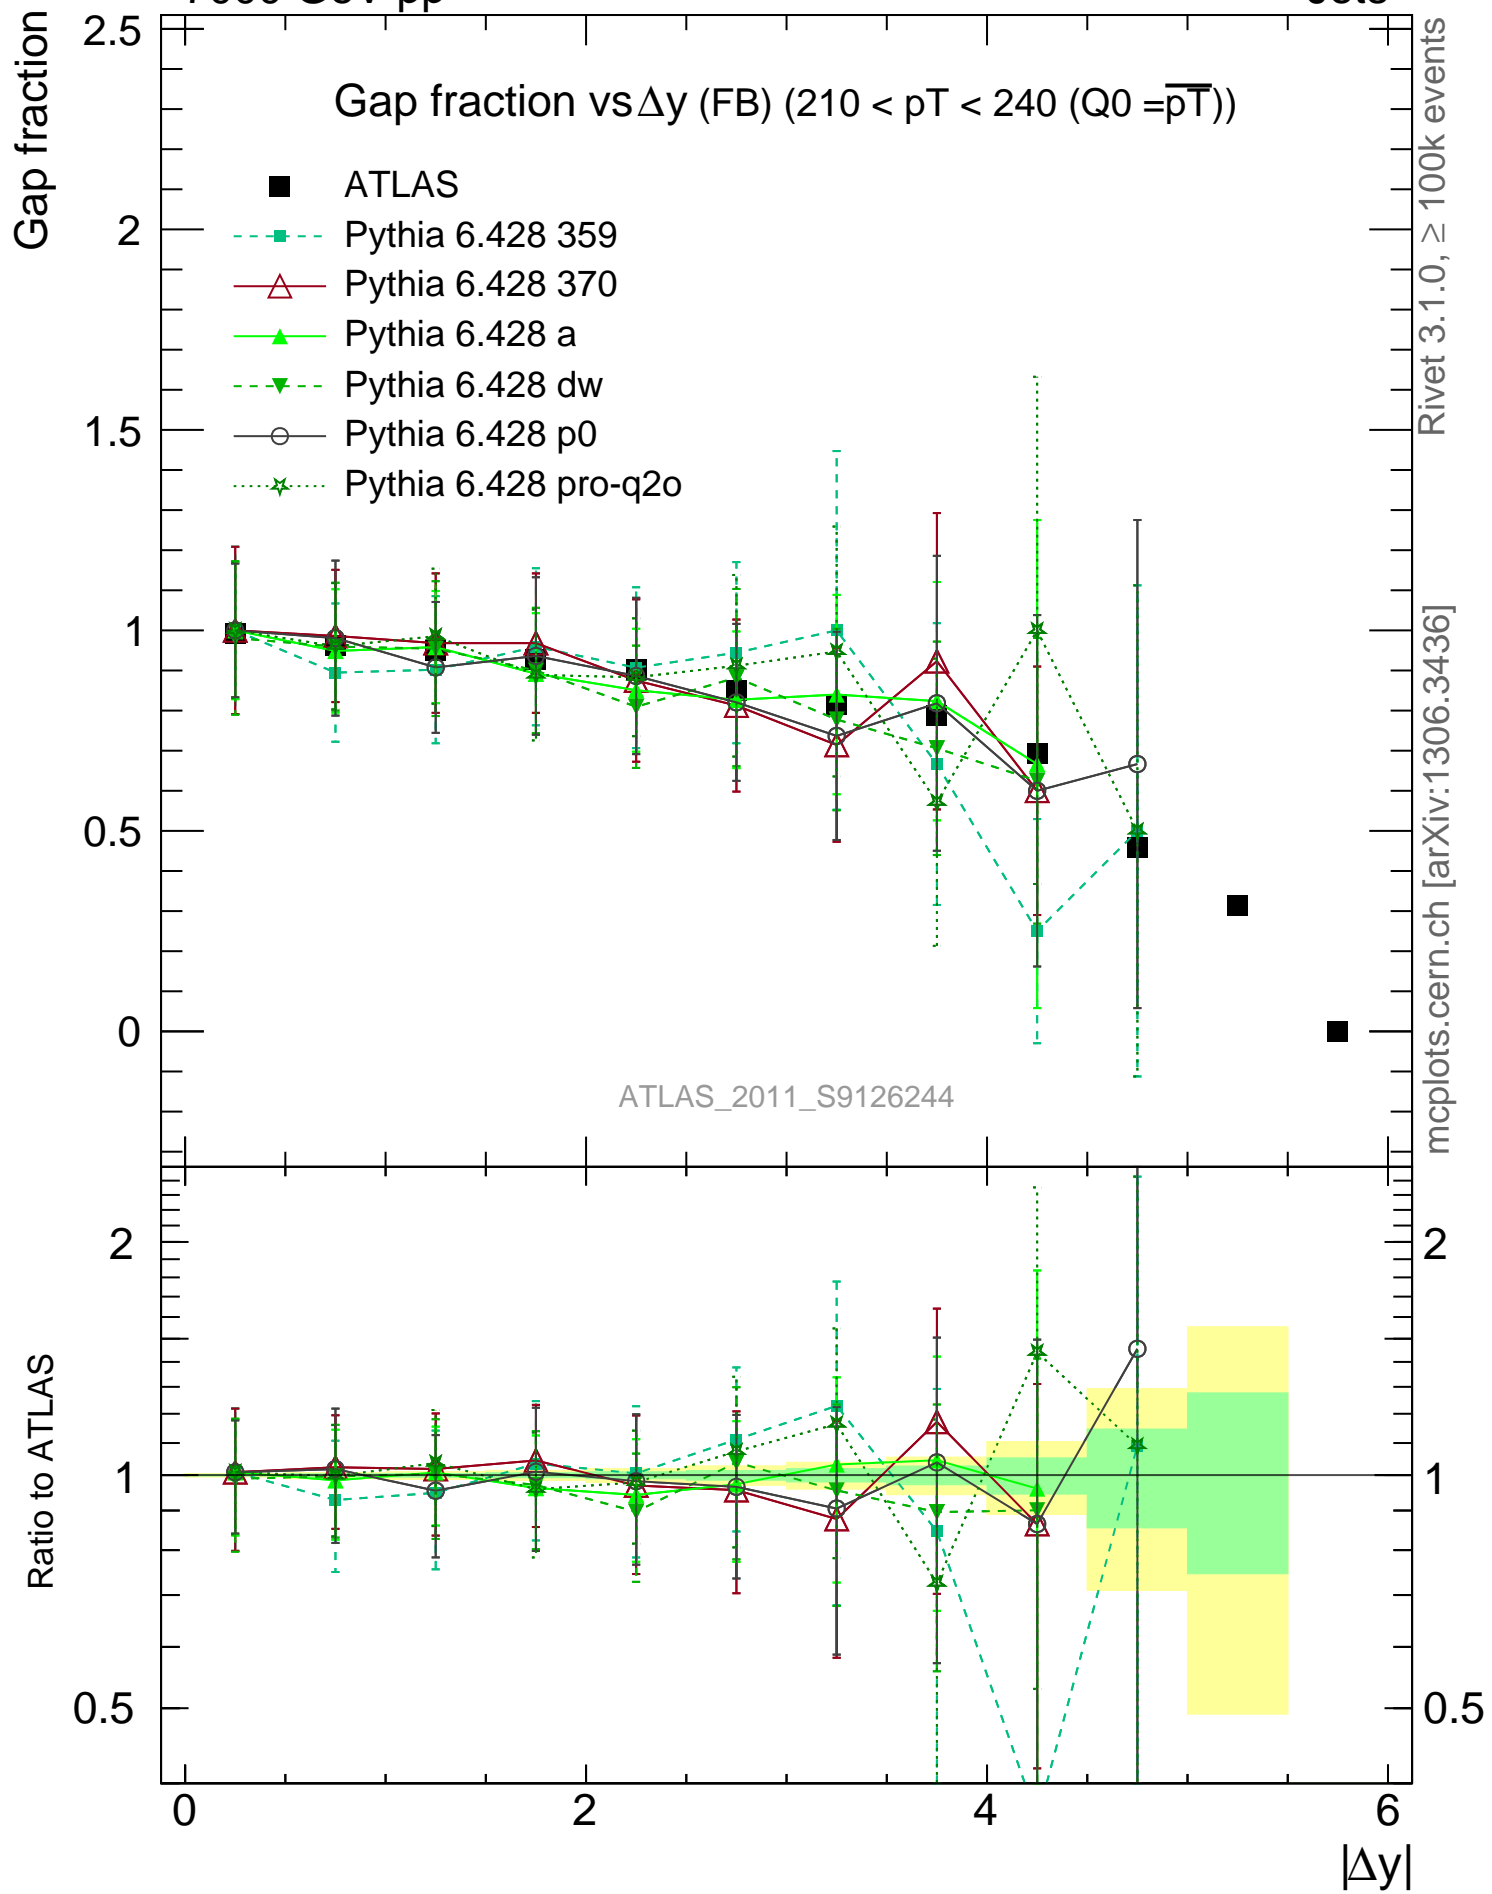 Gap fraction vs Δy (FB) (210 < pT < 240 (Q0 = p̅T̅))
Gap fraction
ATLAS
Pythia 6.428 359
Pythia 6.428 370
Pythia 6.428 a
Pythia 6.428 dw
Pythia 6.428 p0
Pythia 6.428 pro-q2o
2.5
2
1.5
1
0.5
0
ATLAS_2011_S9126244
Rivet 3.1.0, ≥ 100k events
mcplots.cern.ch [arXiv:1306.3436]
Ratio to ATLAS
2
1
0.5
2
1
0.5
0
2
4
6
|Δy|